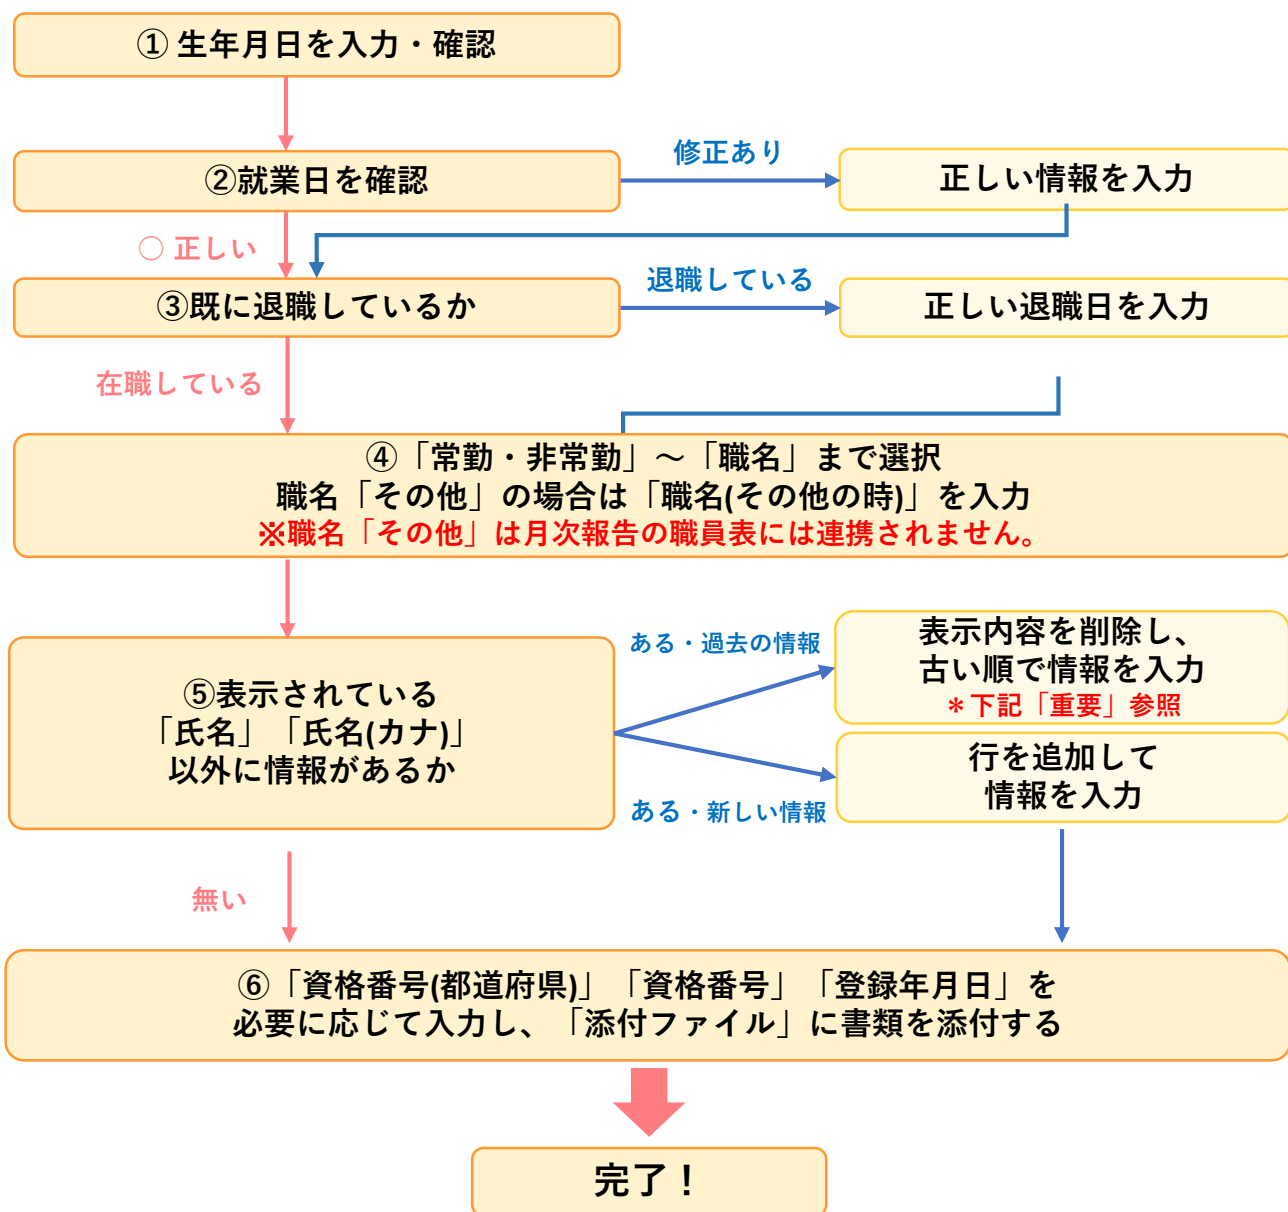 ① 生年月日を入力・確認
②就業日を確認
修正あり
正しい情報を入力
〇 正しい
③既に退職しているか
退職している
正しい退職日を入力
在職している
④「常勤・非常勤」～「職名」まで選択
職名「その他」の場合は「職名(その他の時)」を入力
※職名「その他」は月次報告の職員表には連携されません。
⑤表示されている
「氏名」「氏名(カナ)」
以外に情報があるか
ある・過去の情報
表示内容を削除し、
古い順で情報を入力
＊下記「重要」参照
ある・新しい情報
行を追加して
情報を入力
無い
⑥「資格番号(都道府県)」「資格番号」「登録年月日」を
必要に応じて入力し、「添付ファイル」に書類を添付する
完了！